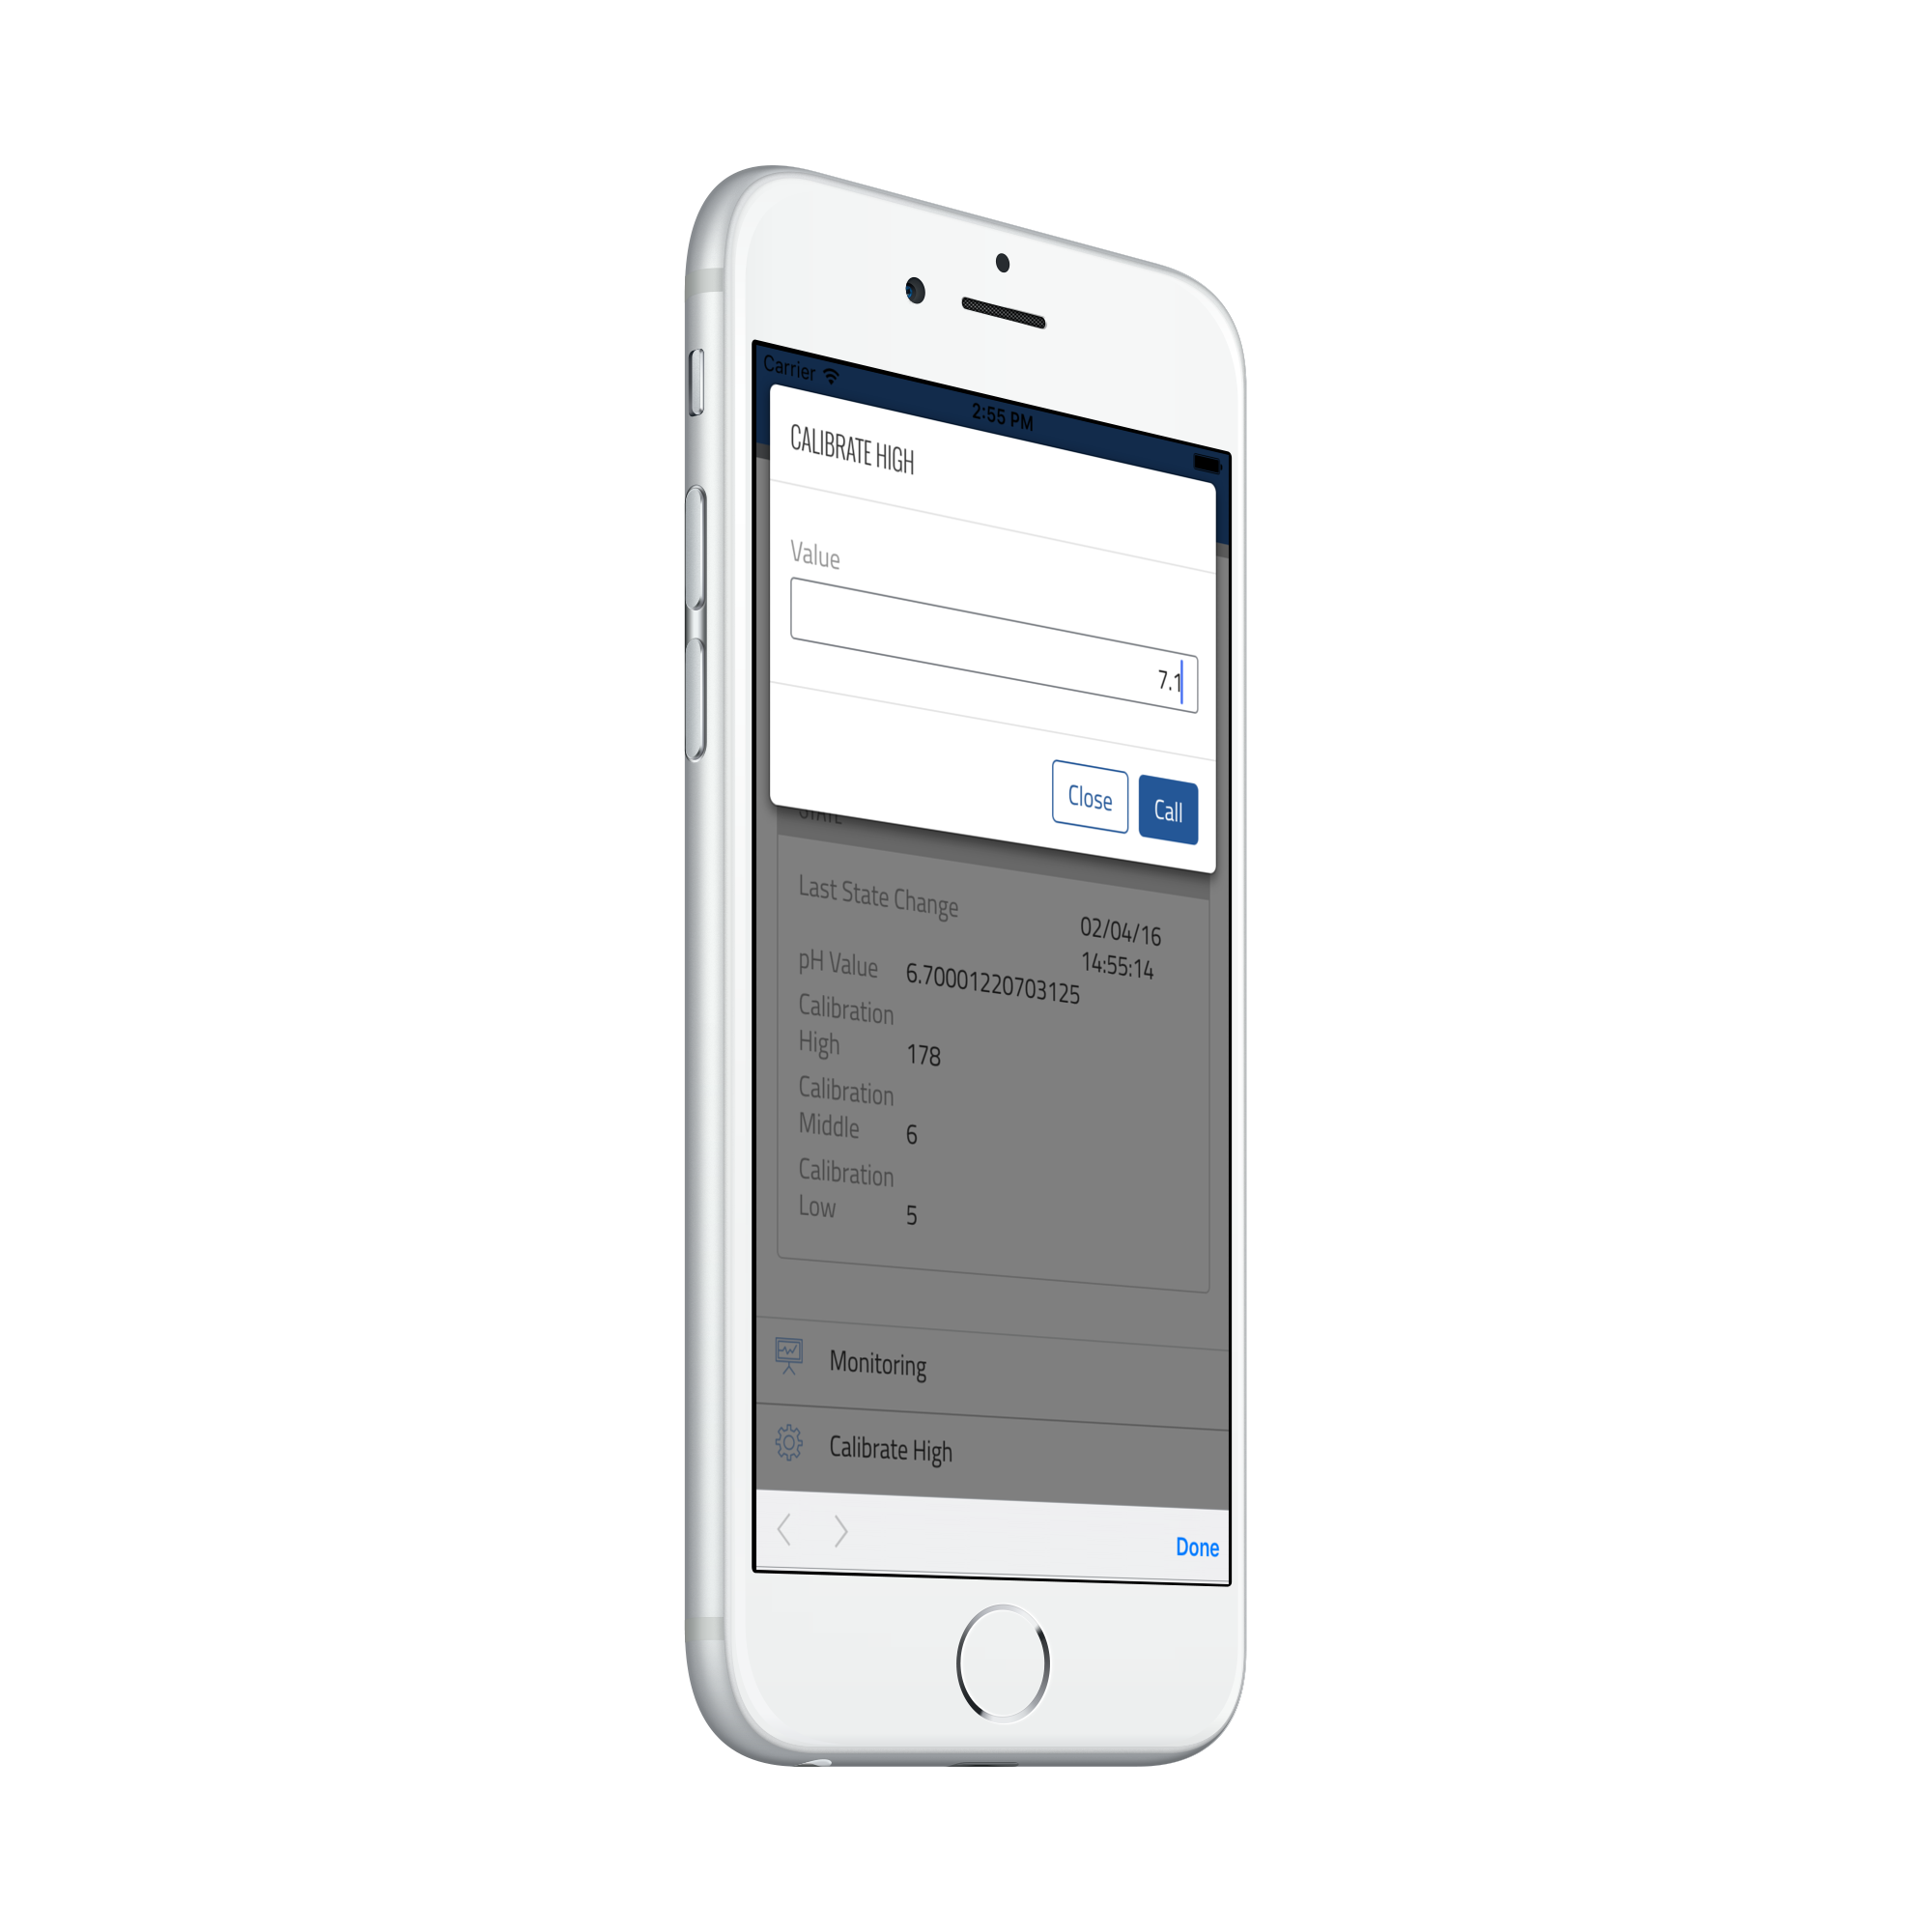 Carrier
2:55 PM
CALIBRATE HIGH
Value
7.1
Close Call
STATE
Last State Change 02/04/16
14:55:14
pH Value 6.70001220703125
Calibration
High 178
Calibration
Middle 6
Calibration
Low 5
Monitoring
Calibrate High
Done